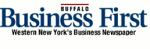 BUFFALO
Business First
Western New York's Business Newspaper